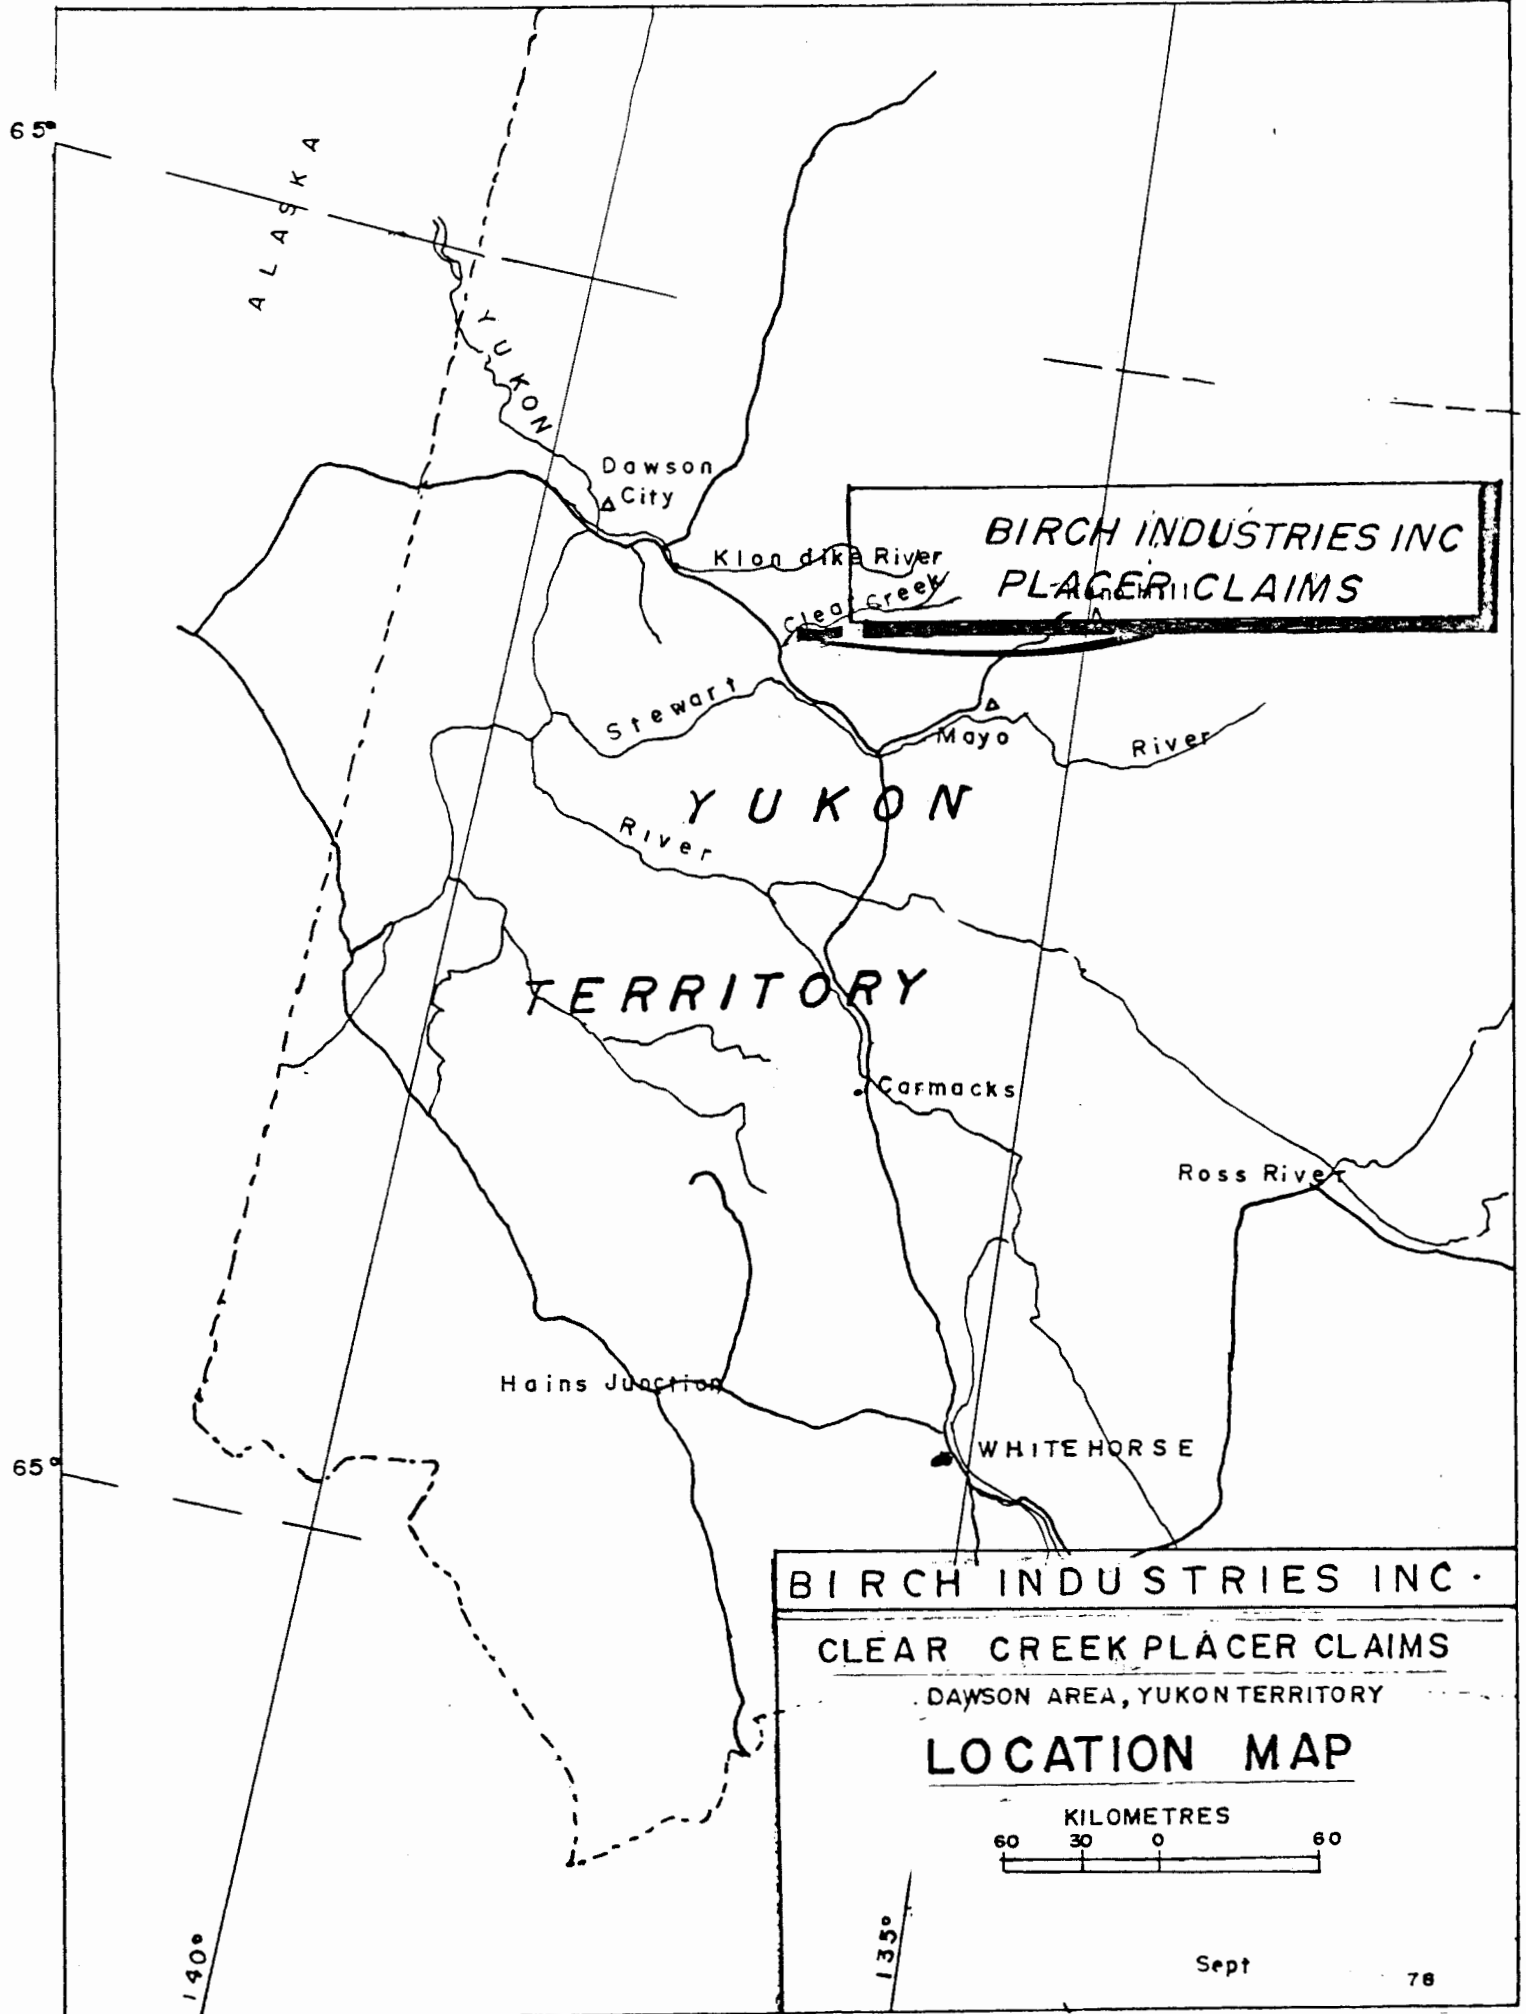 65°
ALASKA
YUKON
Dawson
City
BIRCH INDUSTRIES INC
PLACER CLAIMS
Klondike River
Clear Creek
Stewart
Mayo
River
YUKON
River
TERRITORY
Carmacks
Ross River
Hains Junction
WHITEHORSE
65°
BIRCH INDUSTRIES INC.
CLEAR CREEK PLACER CLAIMS
DAWSON AREA, YUKON TERRITORY
LOCATION MAP
KILOMETRES
60 30 0 60
140°
135°
Sept 78